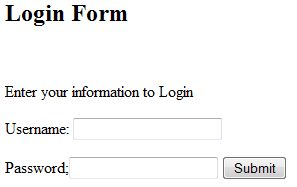 Login Form
Enter your information to Login
Username:
Password; Submit